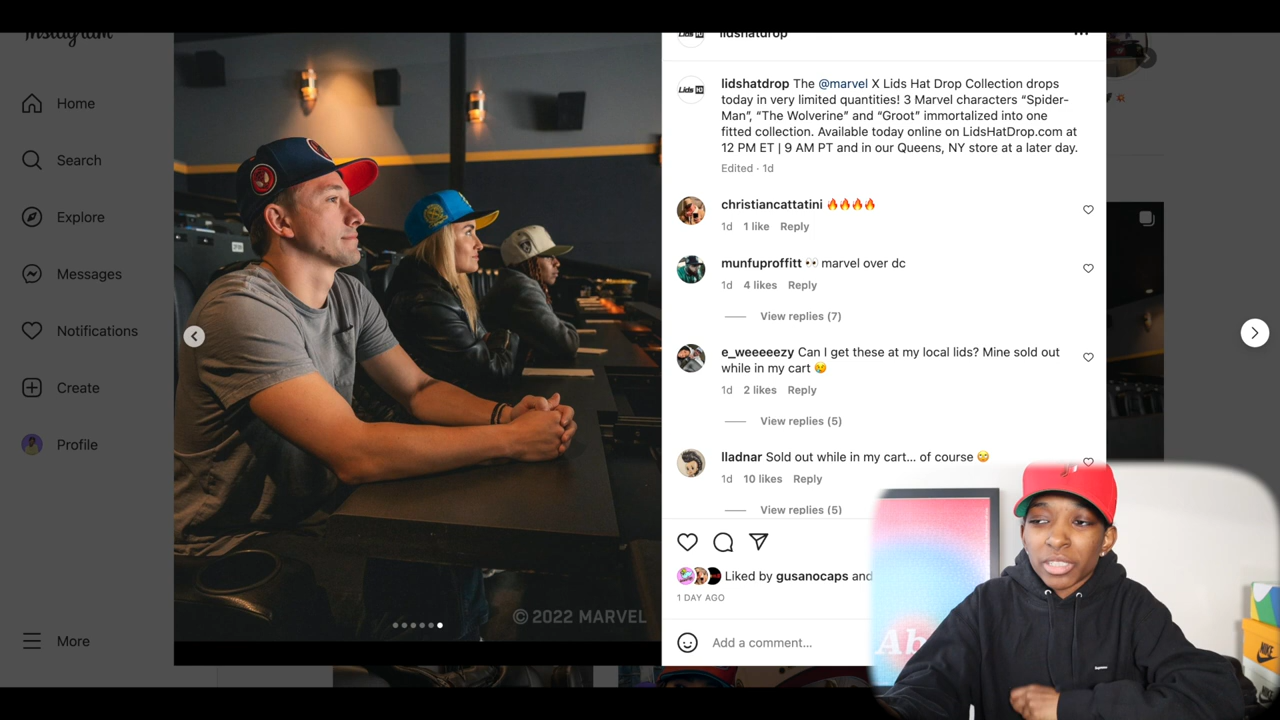 Instagram
Home
Search
Explore
Messages
Notifications
Create
Profile
More
© 2022 MARVEL
lidshatdrop
Lids HD
lidshatdrop The @marvel X Lids Hat Drop Collection drops
today in very limited quantities! 3 Marvel characters “Spider-
Man”, “The Wolverine” and “Groot” immortalized into one
fitted collection. Available today online on LidsHatDrop.com at
12 PM ET | 9 AM PT and in our Queens, NY store at a later day.
Edited · 1d
christiancattatini 🔥🔥🔥🔥
1d 1 like Reply
munfuproffitt 👀 marvel over dc
1d 4 likes Reply
View replies (7)
e_weeeeezy Can I get these at my local lids? Mine sold out
while in my cart 😢
1d 2 likes Reply
View replies (5)
lladnar Sold out while in my cart... of course 🙄
1d 10 likes Reply
View replies (5)
Liked by gusanocaps and
1 DAY AGO
Add a comment...
Ab
Supreme
NIKE